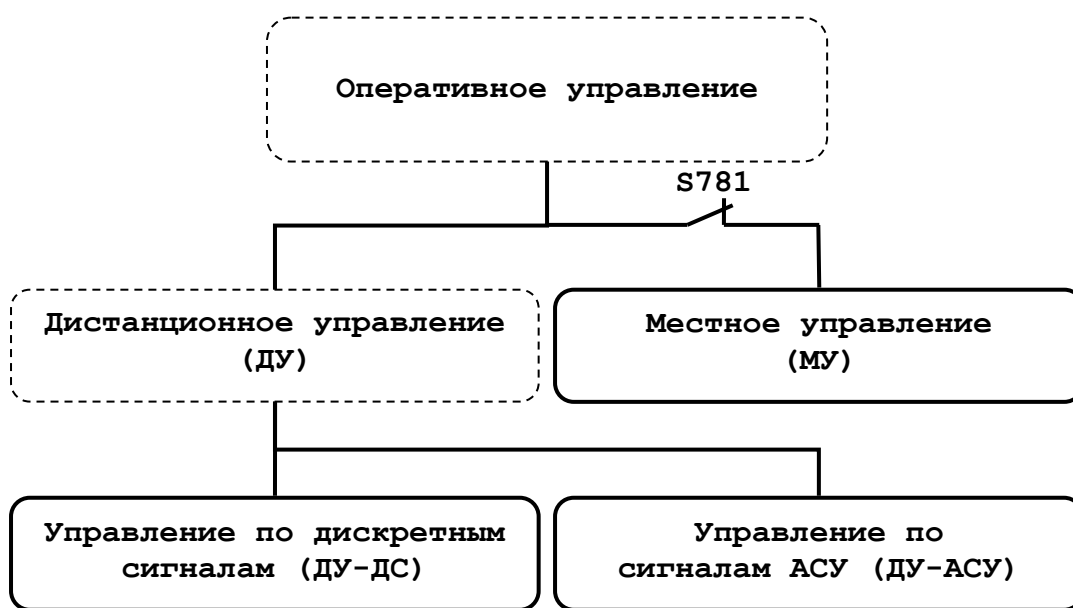 Оперативное управление
S781
Дистанционное управление
(ДУ)
Местное управление
(МУ)
Управление по дискретным
сигналам (ДУ-ДС)
Управление по
сигналам АСУ (ДУ-АСУ)